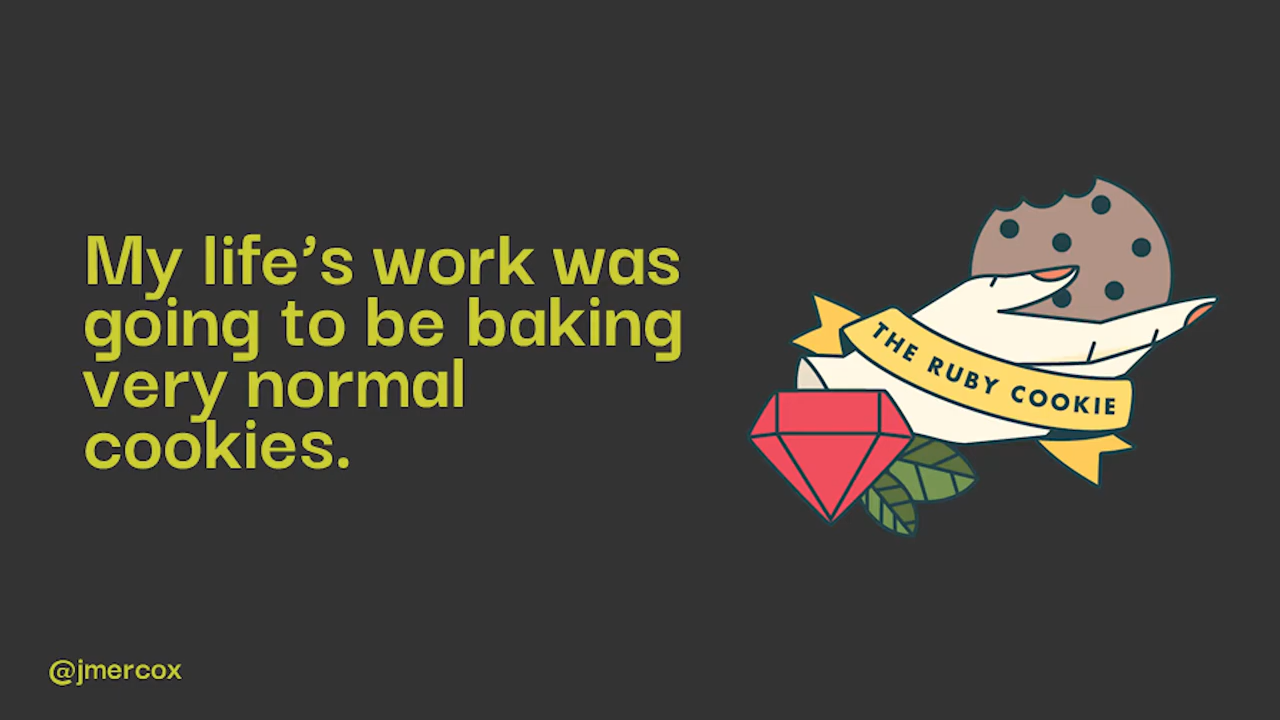 My life’s work was
going to be baking
very normal
cookies.
THE RUBY COOKIE
@jmercox